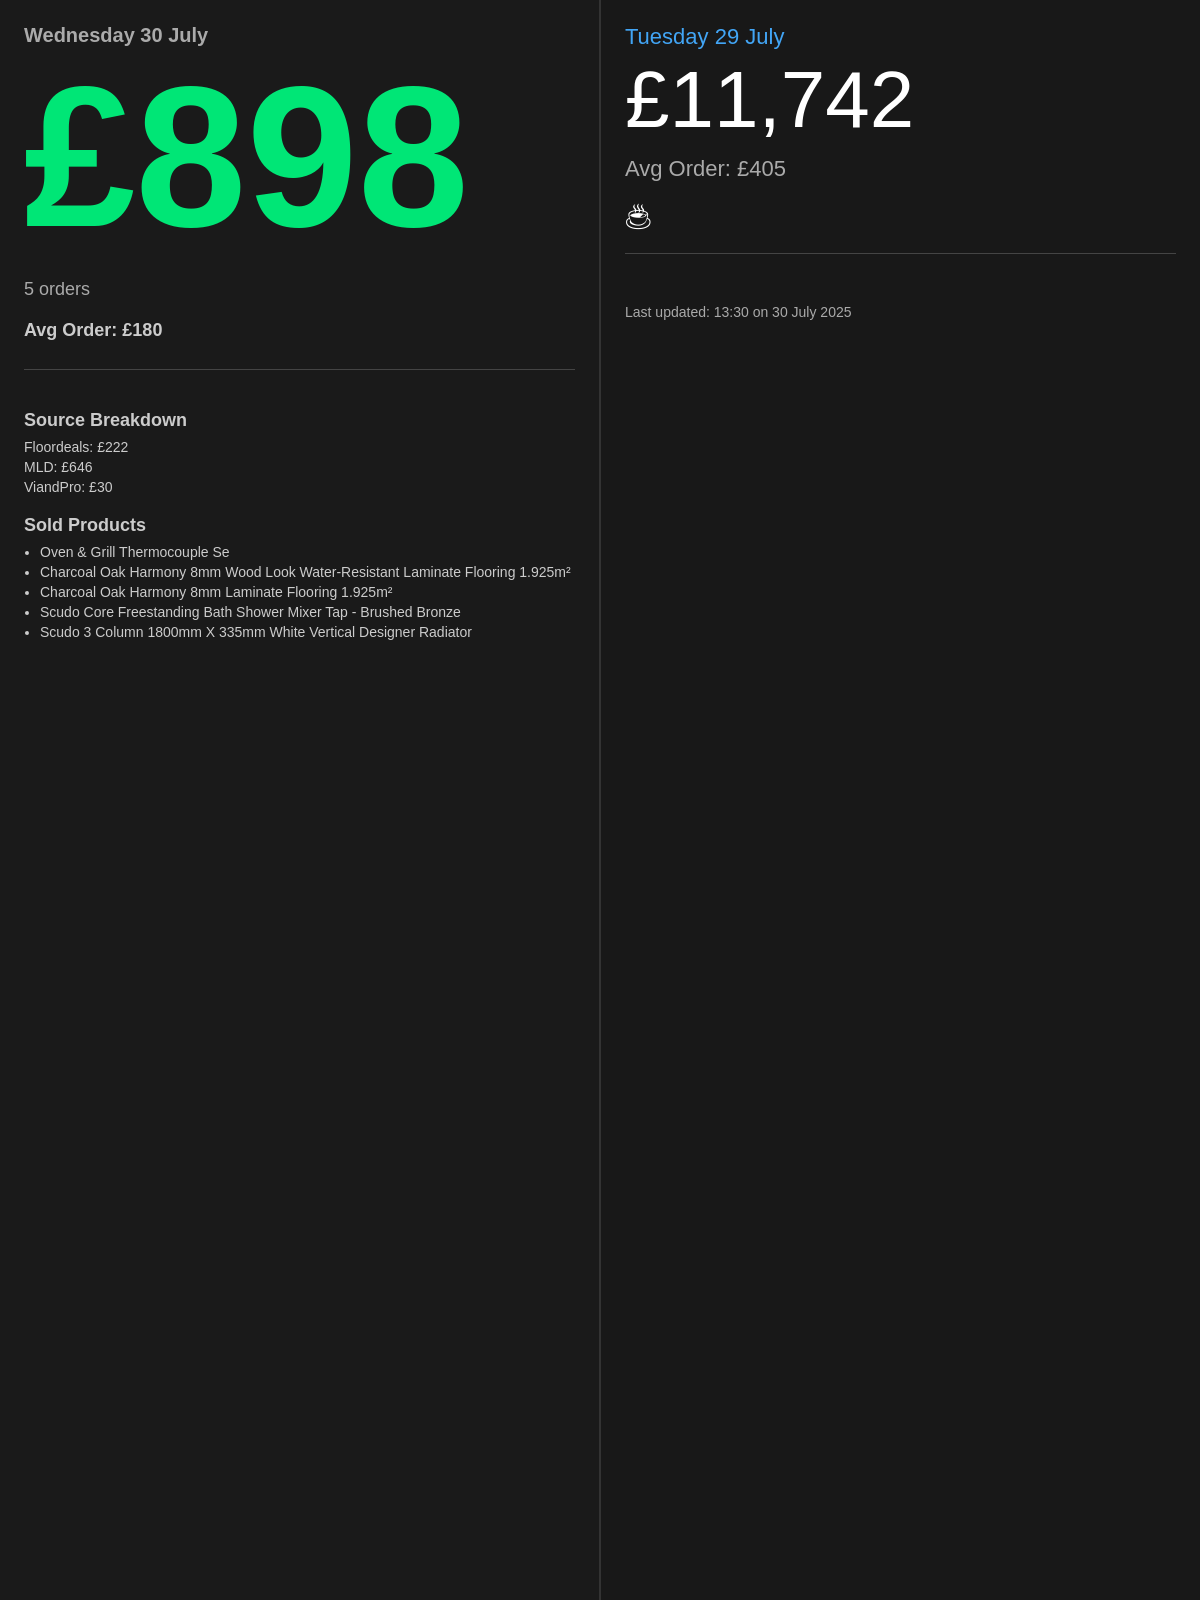 Wednesday 30 July
£898
5 orders
Avg Order: £180
Source Breakdown
Floordeals: £222
MLD: £646
ViandPro: £30
Sold Products
• Oven & Grill Thermocouple Se
• Charcoal Oak Harmony 8mm Wood Look Water-Resistant Laminate Flooring 1.925m²
• Charcoal Oak Harmony 8mm Laminate Flooring 1.925m²
• Scudo Core Freestanding Bath Shower Mixer Tap - Brushed Bronze
• Scudo 3 Column 1800mm X 335mm White Vertical Designer Radiator
Tuesday 29 July
£11,742
Avg Order: £405
☕
Last updated: 13:30 on 30 July 2025